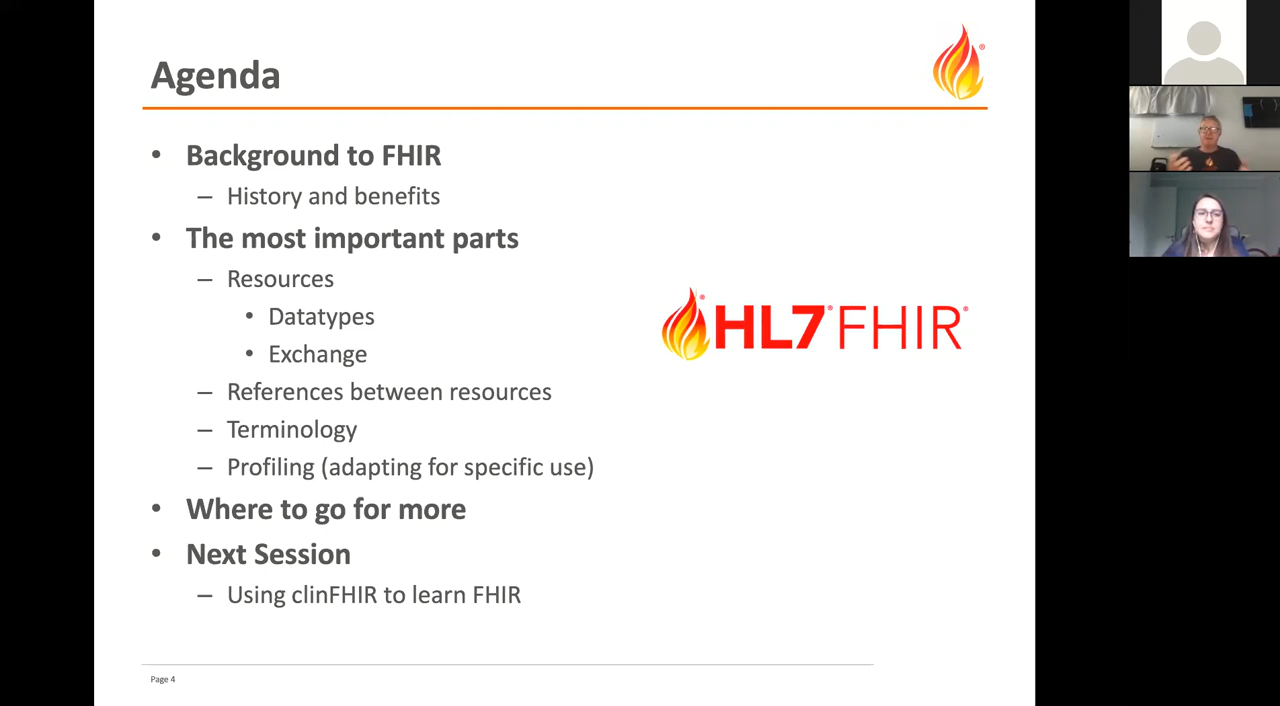 Agenda
• Background to FHIR
– History and benefits
• The most important parts
– Resources
• Datatypes
• Exchange
– References between resources
– Terminology
– Profiling (adapting for specific use)
• Where to go for more
• Next Session
– Using clinFHIR to learn FHIR
HL7® FHIR®
Page 4